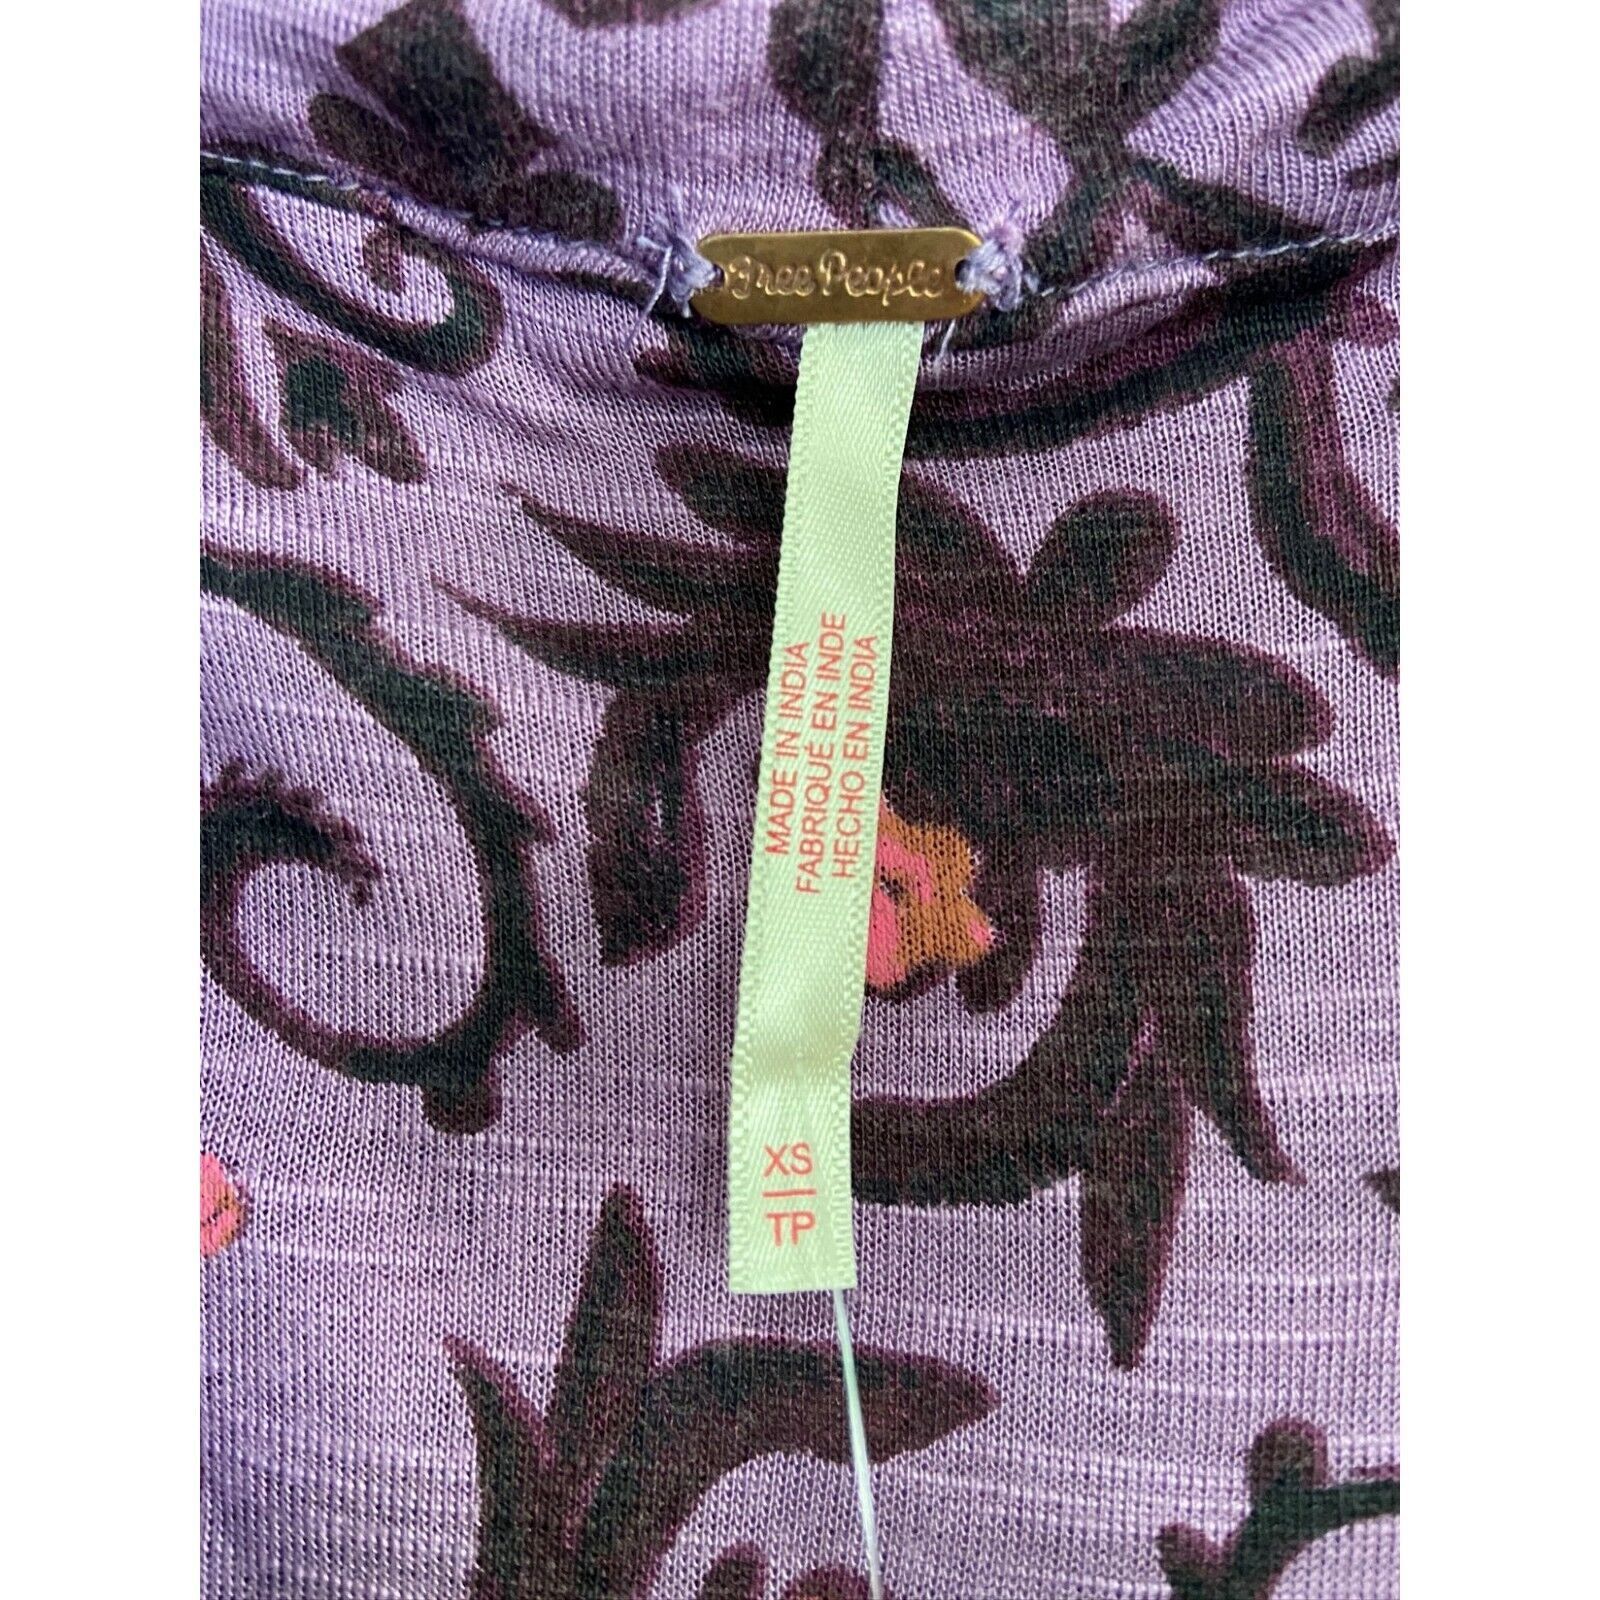 Free People
MADE IN INDIA
FABRIQUÉ EN INDE
HECHO EN INDIA
XS
TP